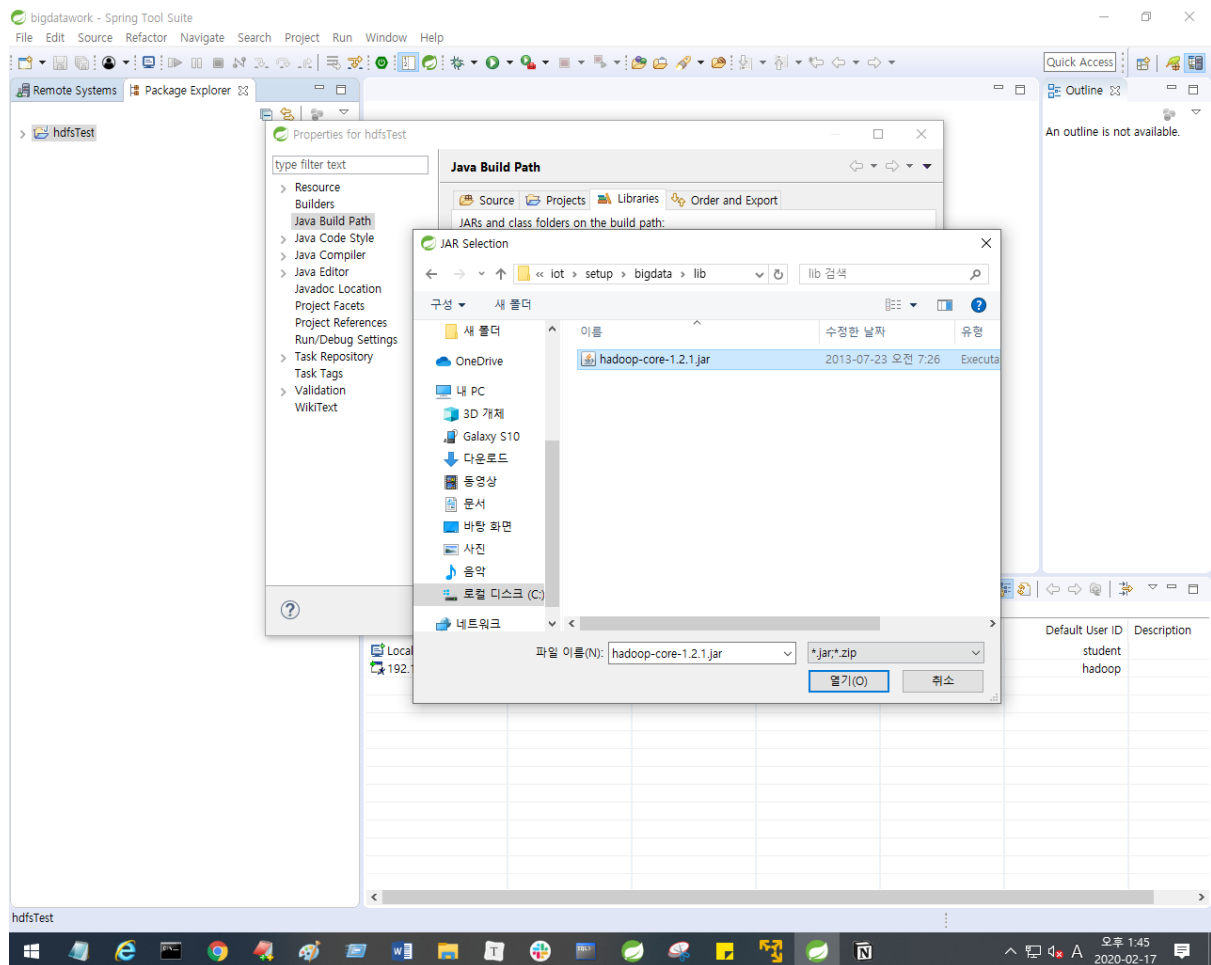 bigdatawork - Spring Tool Suite
File Edit Source Refactor Navigate Search Project Run Window Help
Quick Access
Remote Systems Package Explorer
Outline
hdfsTest
An outline is not available.
Properties for hdfsTest
type filter text
Resource
Builders
Java Build Path
Java Code Style
Java Compiler
Java Editor
Javadoc Location
Project Facets
Project References
Run/Debug Settings
Task Repository
Task Tags
Validation
WikiText
Java Build Path
Source Projects Libraries Order and Export
JARs and class folders on the build path:
JAR Selection
« iot › setup › bigdata › lib
lib 검색
구성 새 폴더
새 폴더
OneDrive
내 PC
3D 개체
Galaxy S10
다운로드
동영상
문서
바탕 화면
사진
음악
로컬 디스크 (C:)
네트워크
이름 수정한 날짜 유형
hadoop-core-1.2.1.jar 2013-07-23 오전 7:26 Executa
파일 이름(N): hadoop-core-1.2.1.jar *.jar;*.zip
열기(O) 취소
Default User ID Description
Local student
192.1 hadoop
hdfsTest
A 오후 1:45
2020-02-17